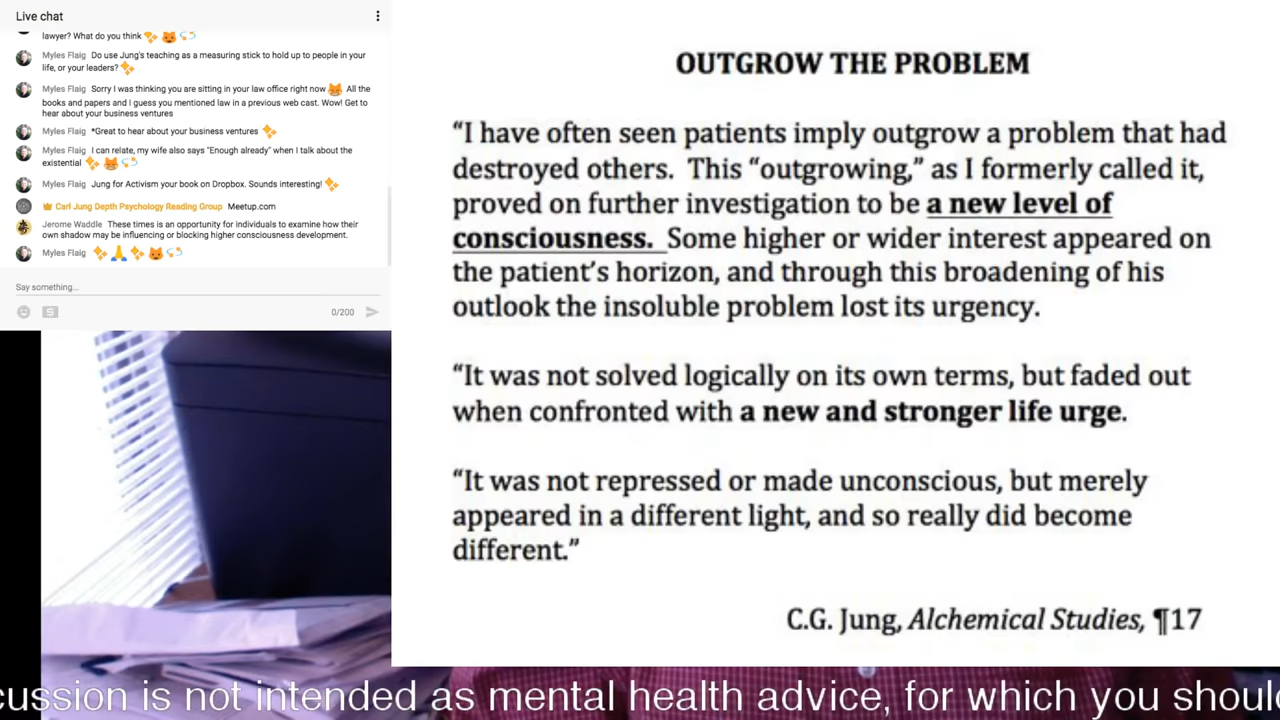 Live chat
lawyer? What do you think
Myles Flaig Do use Jung's teaching as a measuring stick to hold up to people in your
life, or your leaders?
Myles Flaig Sorry I was thinking you are sitting in your law office right now All the
books and papers and I guess you mentioned law in a previous web cast. Wow! Get to
hear about your business ventures
Myles Flaig *Great to hear about your business ventures
Myles Flaig I can relate, my wife also says "Enough already" when I talk about the
existential
Myles Flaig Jung for Activism your book on Dropbox. Sounds interesting!
Carl Jung Depth Psychology Reading Group Meetup.com
Jerome Waddle These times is an opportunity for individuals to examine how their
own shadow may be influencing or blocking higher consciousness development.
Myles Flaig
Say something...
0/200
OUTGROW THE PROBLEM
“I have often seen patients imply outgrow a problem that had
destroyed others. This “outgrowing,” as I formerly called it,
proved on further investigation to be a new level of
consciousness. Some higher or wider interest appeared on
the patient’s horizon, and through this broadening of his
outlook the insoluble problem lost its urgency.
“It was not solved logically on its own terms, but faded out
when confronted with a new and stronger life urge.
“It was not repressed or made unconscious, but merely
appeared in a different light, and so really did become
different.”
C.G. Jung, Alchemical Studies, ¶17
cussion is not intended as mental health advice, for which you shoul